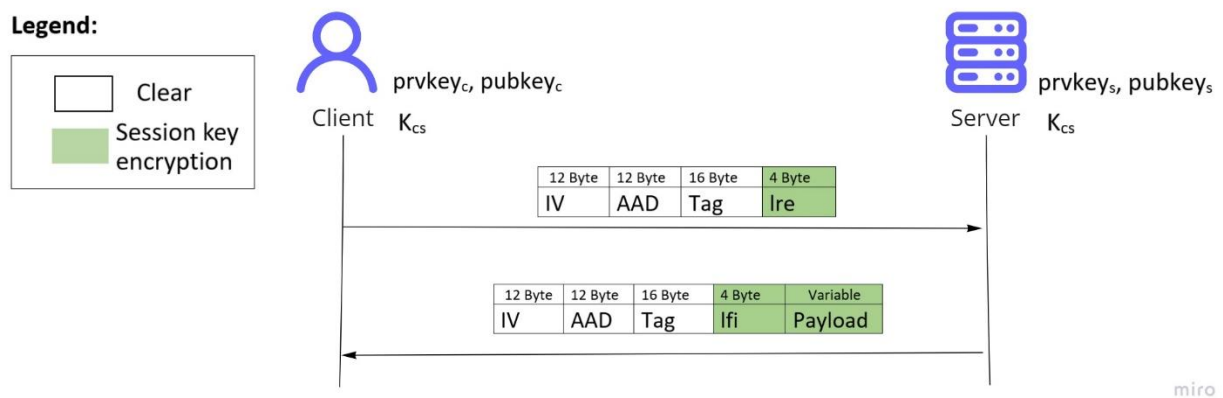 Legend:
Clear
Session key
encryption
Client
prvkeyc, pubkeyc
Kcs
Server
prvkeys, pubkeys
Kcs
12 Byte 12 Byte 16 Byte 4 Byte
IV AAD Tag lre
12 Byte 12 Byte 16 Byte 4 Byte Variable
IV AAD Tag lfi Payload
miro